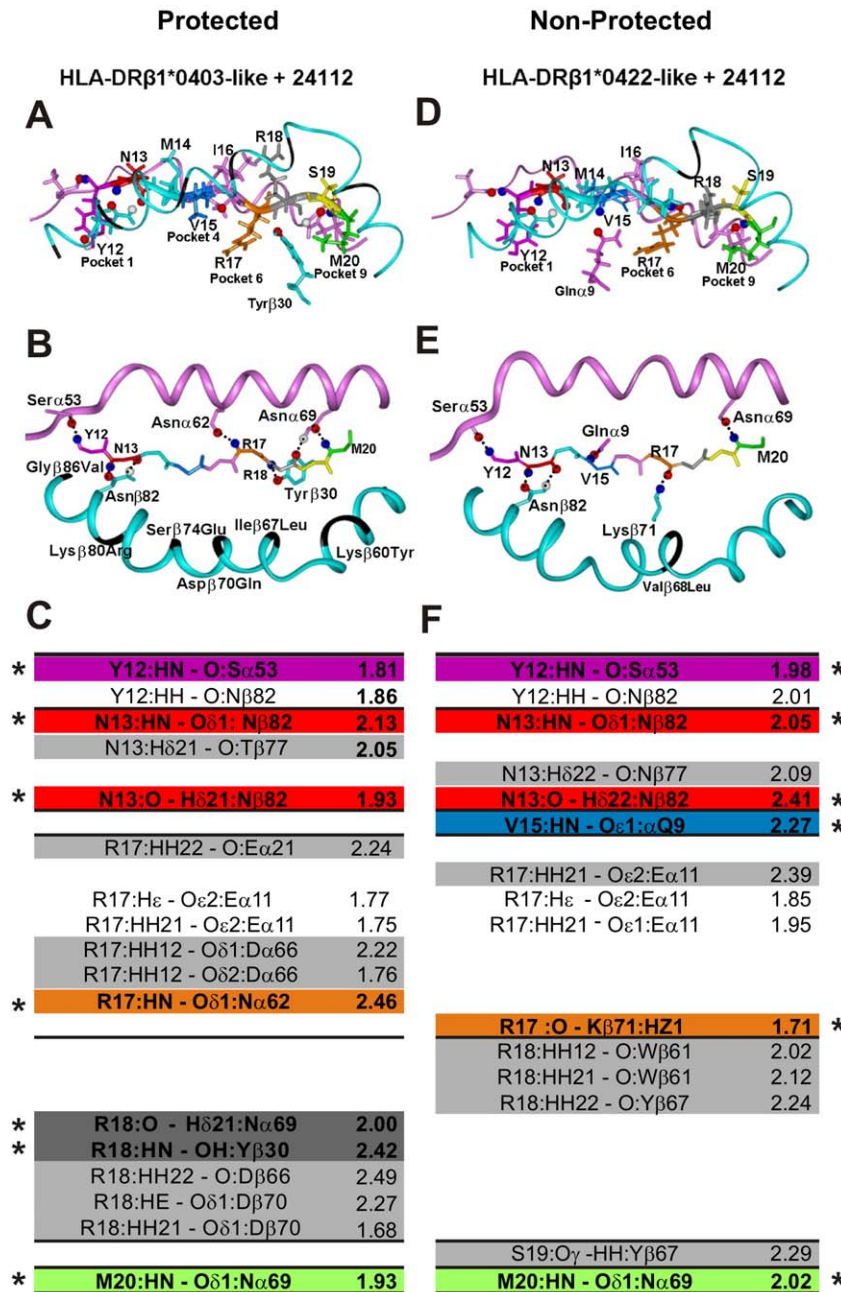 Protected
Non-Protected
HLA-DRβ1*0403-like + 24112
HLA-DRβ1*0422-like + 24112
A
N13
M14
I16
R18
S19
V15
Pocket 4
Y12
Pocket 1
R17
Pocket 6
M20
Pocket 9
Tyrβ30
D
N13
M14
I16
R18
S19
V15
Y12
Pocket 1
R17
Pocket 6
M20
Pocket 9
Glnα9
B
Serα53
Asnα62
Asnα69
Y12
N13
R17
M20
R18
Glyβ86Val
Asnβ82
Tyrβ30
Serβ74Glu
Ileβ67Leu
Lysβ80Arg
Aspβ70Gln
Lysβ60Tyr
E
Serα53
Asnα69
Glnα9
N13
R17
Y12
V15
M20
Asnβ82
Lysβ71
Valβ68Leu
C
* Y12:HN - O:Sα53 1.81
Y12:HH - O:Nβ82 1.86
* N13:HN - Oδ1: Nβ82 2.13
N13:Hδ21 - O:Tβ77 2.05
* N13:O - Hδ21:Nβ82 1.93
R17:HH22 - O:Eα21 2.24
R17:Hε - Oε2:Eα11 1.77
R17:HH21 - Oε2:Eα11 1.75
R17:HH12 - Oδ1:Dα66 2.22
R17:HH12 - Oδ2:Dα66 1.76
* R17:HN - Oδ1:Nα62 2.46
* R18:O - Hδ21:Nα69 2.00
* R18:HN - OH:Yβ30 2.42
R18:HH22 - O:Dβ66 2.49
R18:HE - Oδ1:Dβ70 2.27
R18:HH21 - Oδ1:Dβ70 1.68
* M20:HN - Oδ1:Nα69 1.93
F
Y12:HN - O:Sα53 1.98 *
Y12:HH - O:Nβ82 2.01
N13:HN - Oδ1:Nβ82 2.05 *
N13:Hδ22 - O:Nβ77 2.09
N13:O - Hδ22:Nβ82 2.41 *
V15:HN - Oε1:αQ9 2.27 *
R17:HH21 - Oε2:Eα11 2.39
R17:Hε - Oε2:Eα11 1.85
R17:HH21 - Oε1:Eα11 1.95
R17 :O - Kβ71:HZ1 1.71 *
R18:HH12 - O:Wβ61 2.02
R18:HH21 - O:Wβ61 2.12
R18:HH22 - O:Yβ67 2.24
S19:Oγ -HH:Yβ67 2.29
M20:HN - Oδ1:Nα69 2.02 *